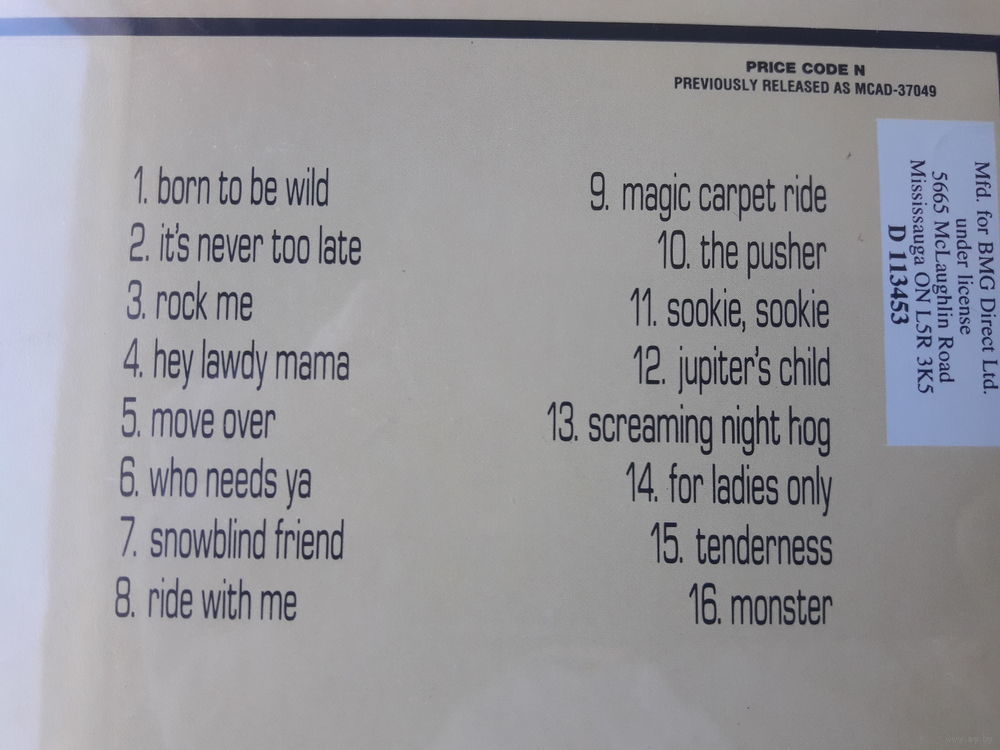 PRICE CODE N
PREVIOUSLY RELEASED AS MCAD-37049
1. born to be wild
2. it's never too late
3. rock me
4. hey lawdy mama
5. move over
6. who needs ya
7. snowblind friend
8. ride with me
9. magic carpet ride
10. the pusher
11. sookie, sookie
12. jupiter's child
13. screaming night hog
14. for ladies only
15. tenderness
16. monster
Mfd. for BMG Direct Ltd.
under license
5665 McLaughlin Road
Mississauga ON L5R 3K5
D 113453